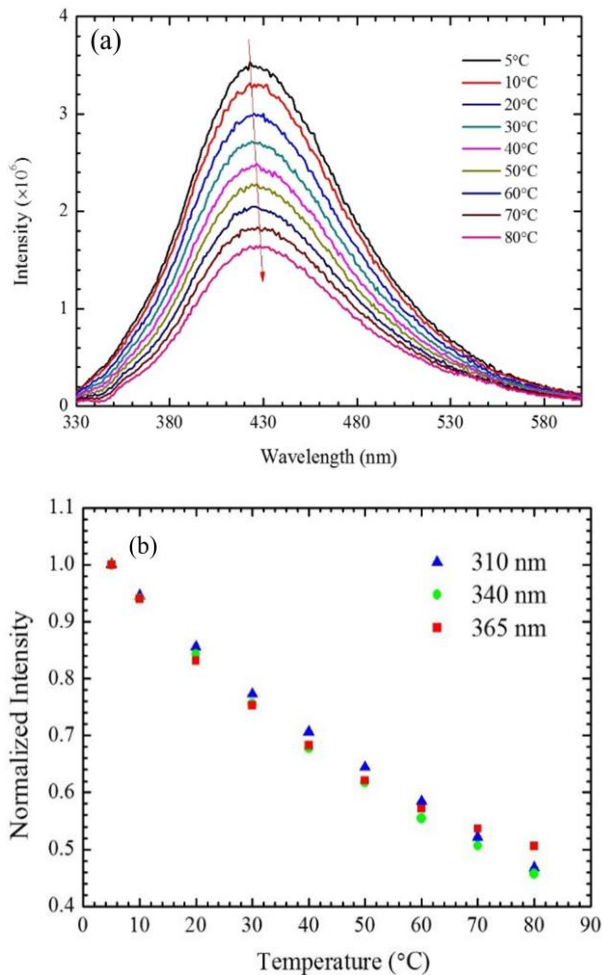 (a)
4
3
2
1
0
Intensity (×10⁶)
5°C
10°C
20°C
30°C
40°C
50°C
60°C
70°C
80°C
330 380 430 480 530 580
Wavelength (nm)
(b)
1.1
1.0
0.9
0.8
0.7
0.6
0.5
0.4
Normalized Intensity
310 nm
340 nm
365 nm
0 10 20 30 40 50 60 70 80 90
Temperature (°C)